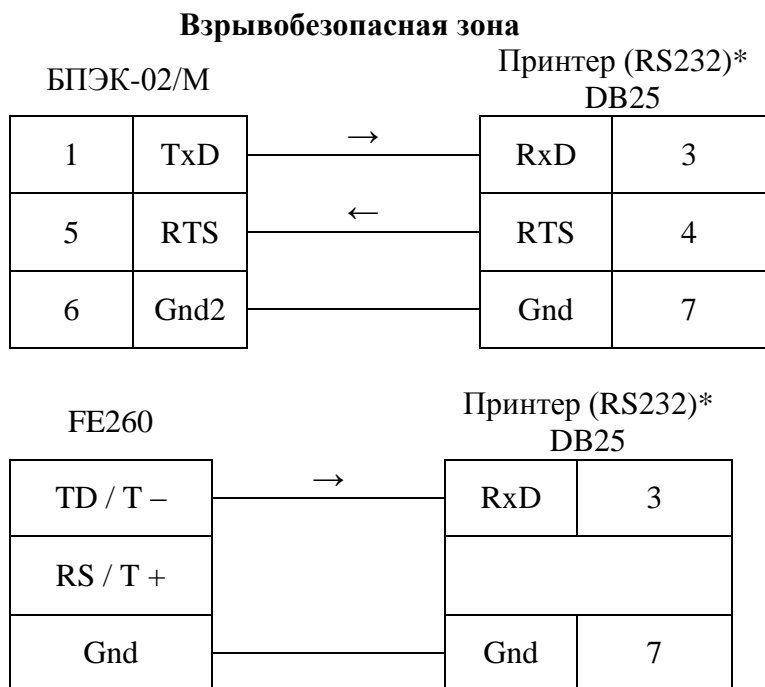 Взрывобезопасная зона
БПЭК-02/М
Принтер (RS232)*
DB25
1 TxD → RxD 3
5 RTS ← RTS 4
6 Gnd2 Gnd 7
FE260
Принтер (RS232)*
DB25
TD / T – → RxD 3
RS / T +
Gnd Gnd 7